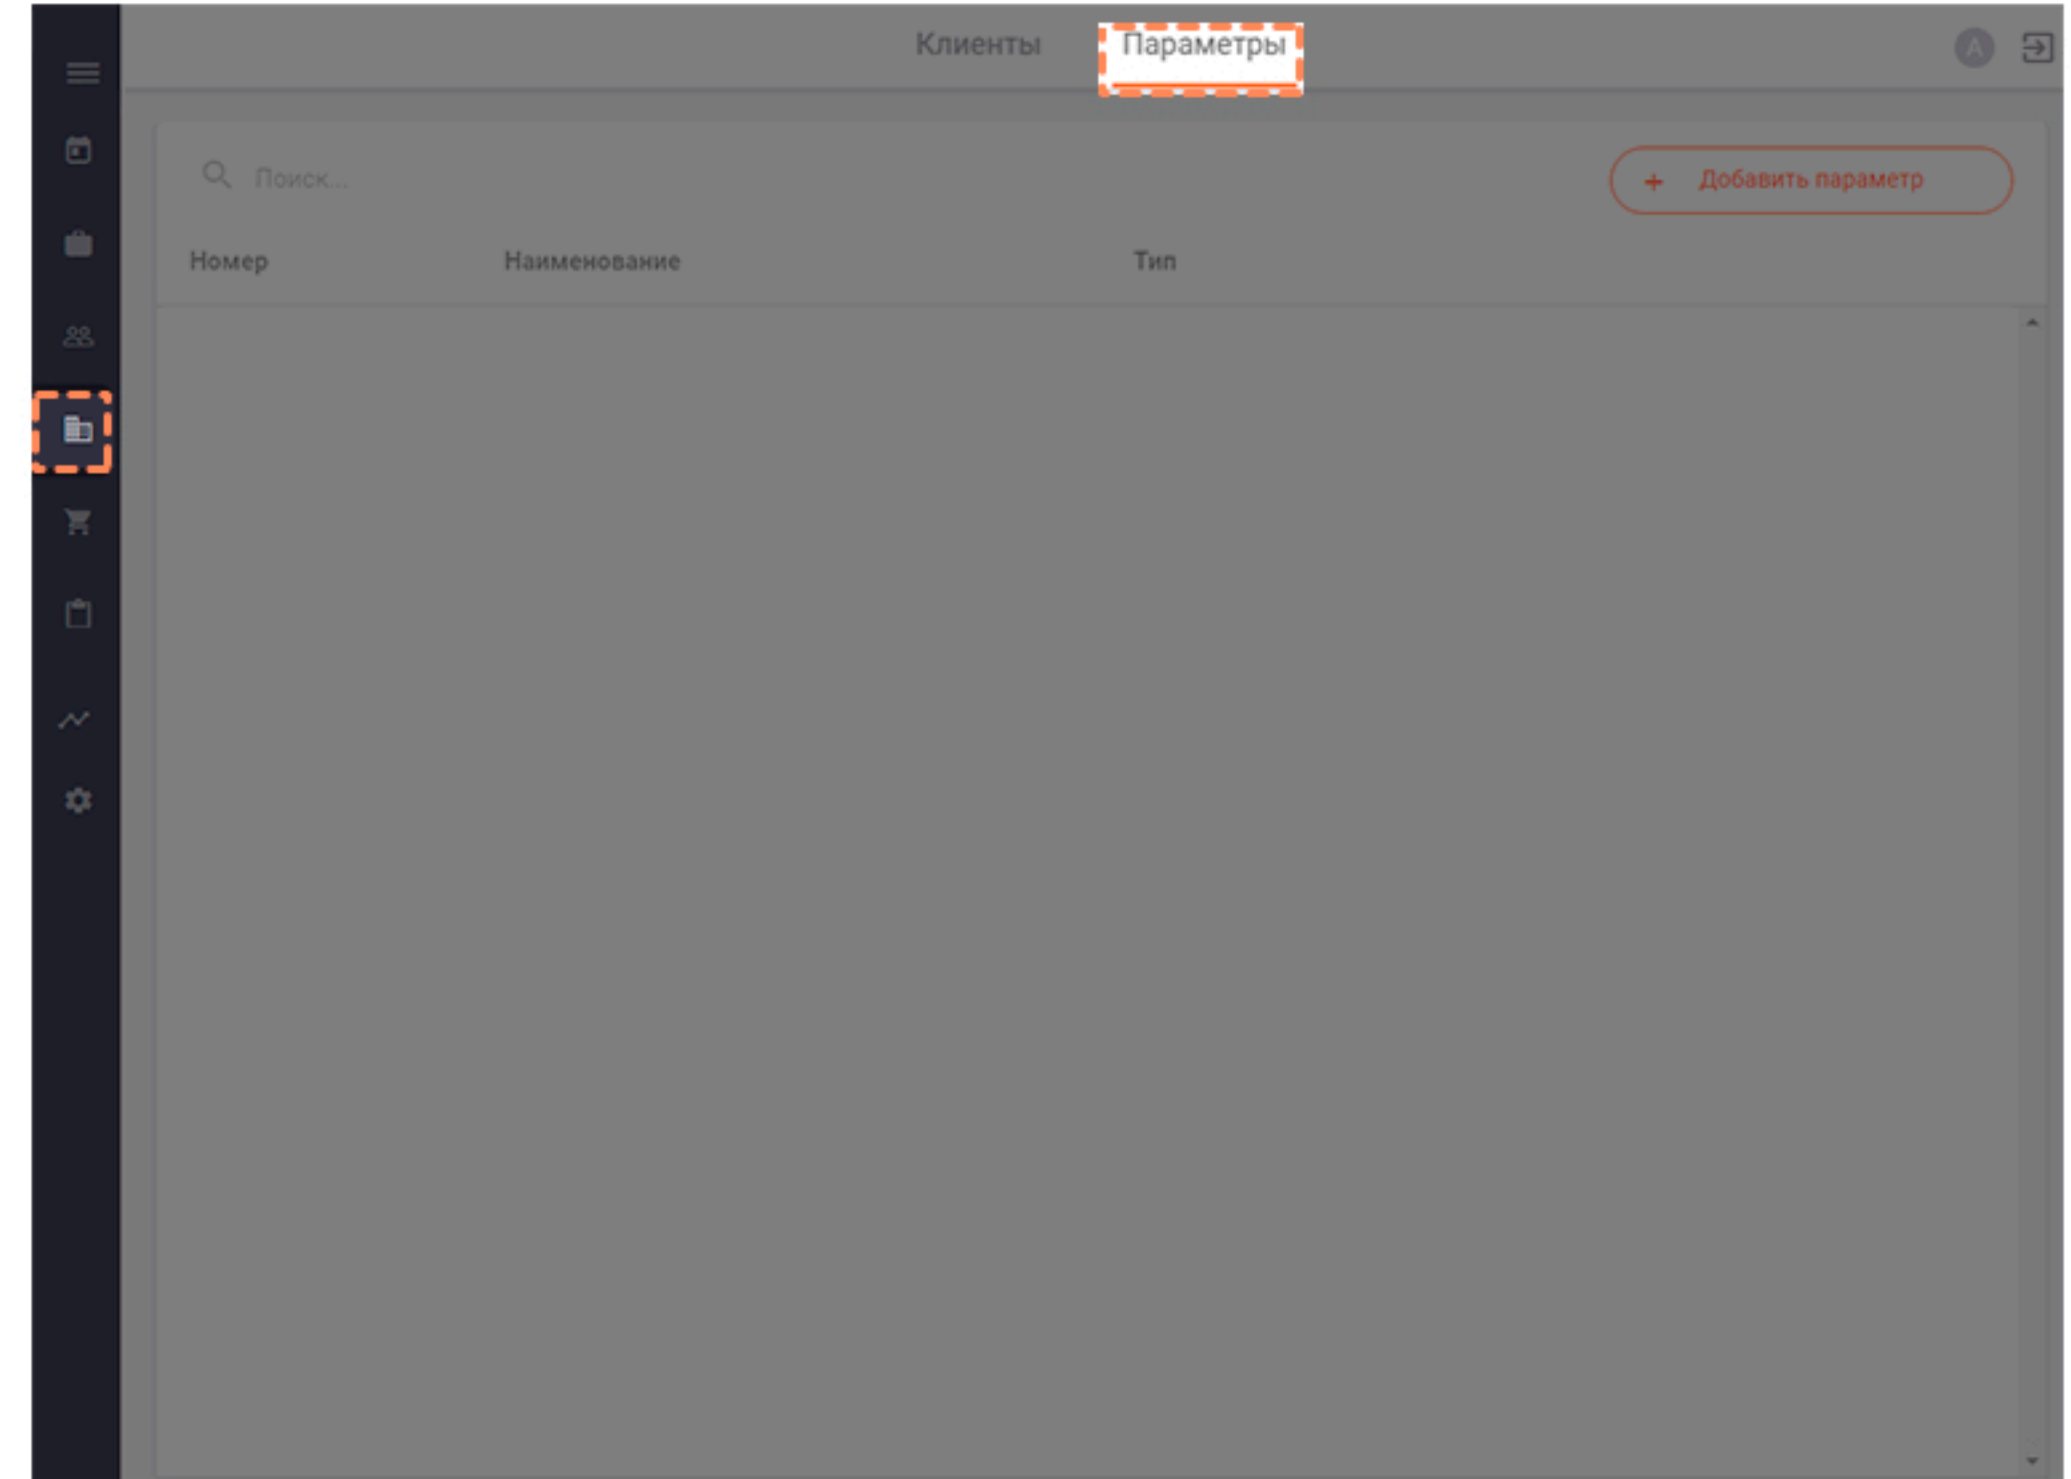 Клиенты Параметры A
Поиск... + Добавить параметр
Номер Наименование Тип